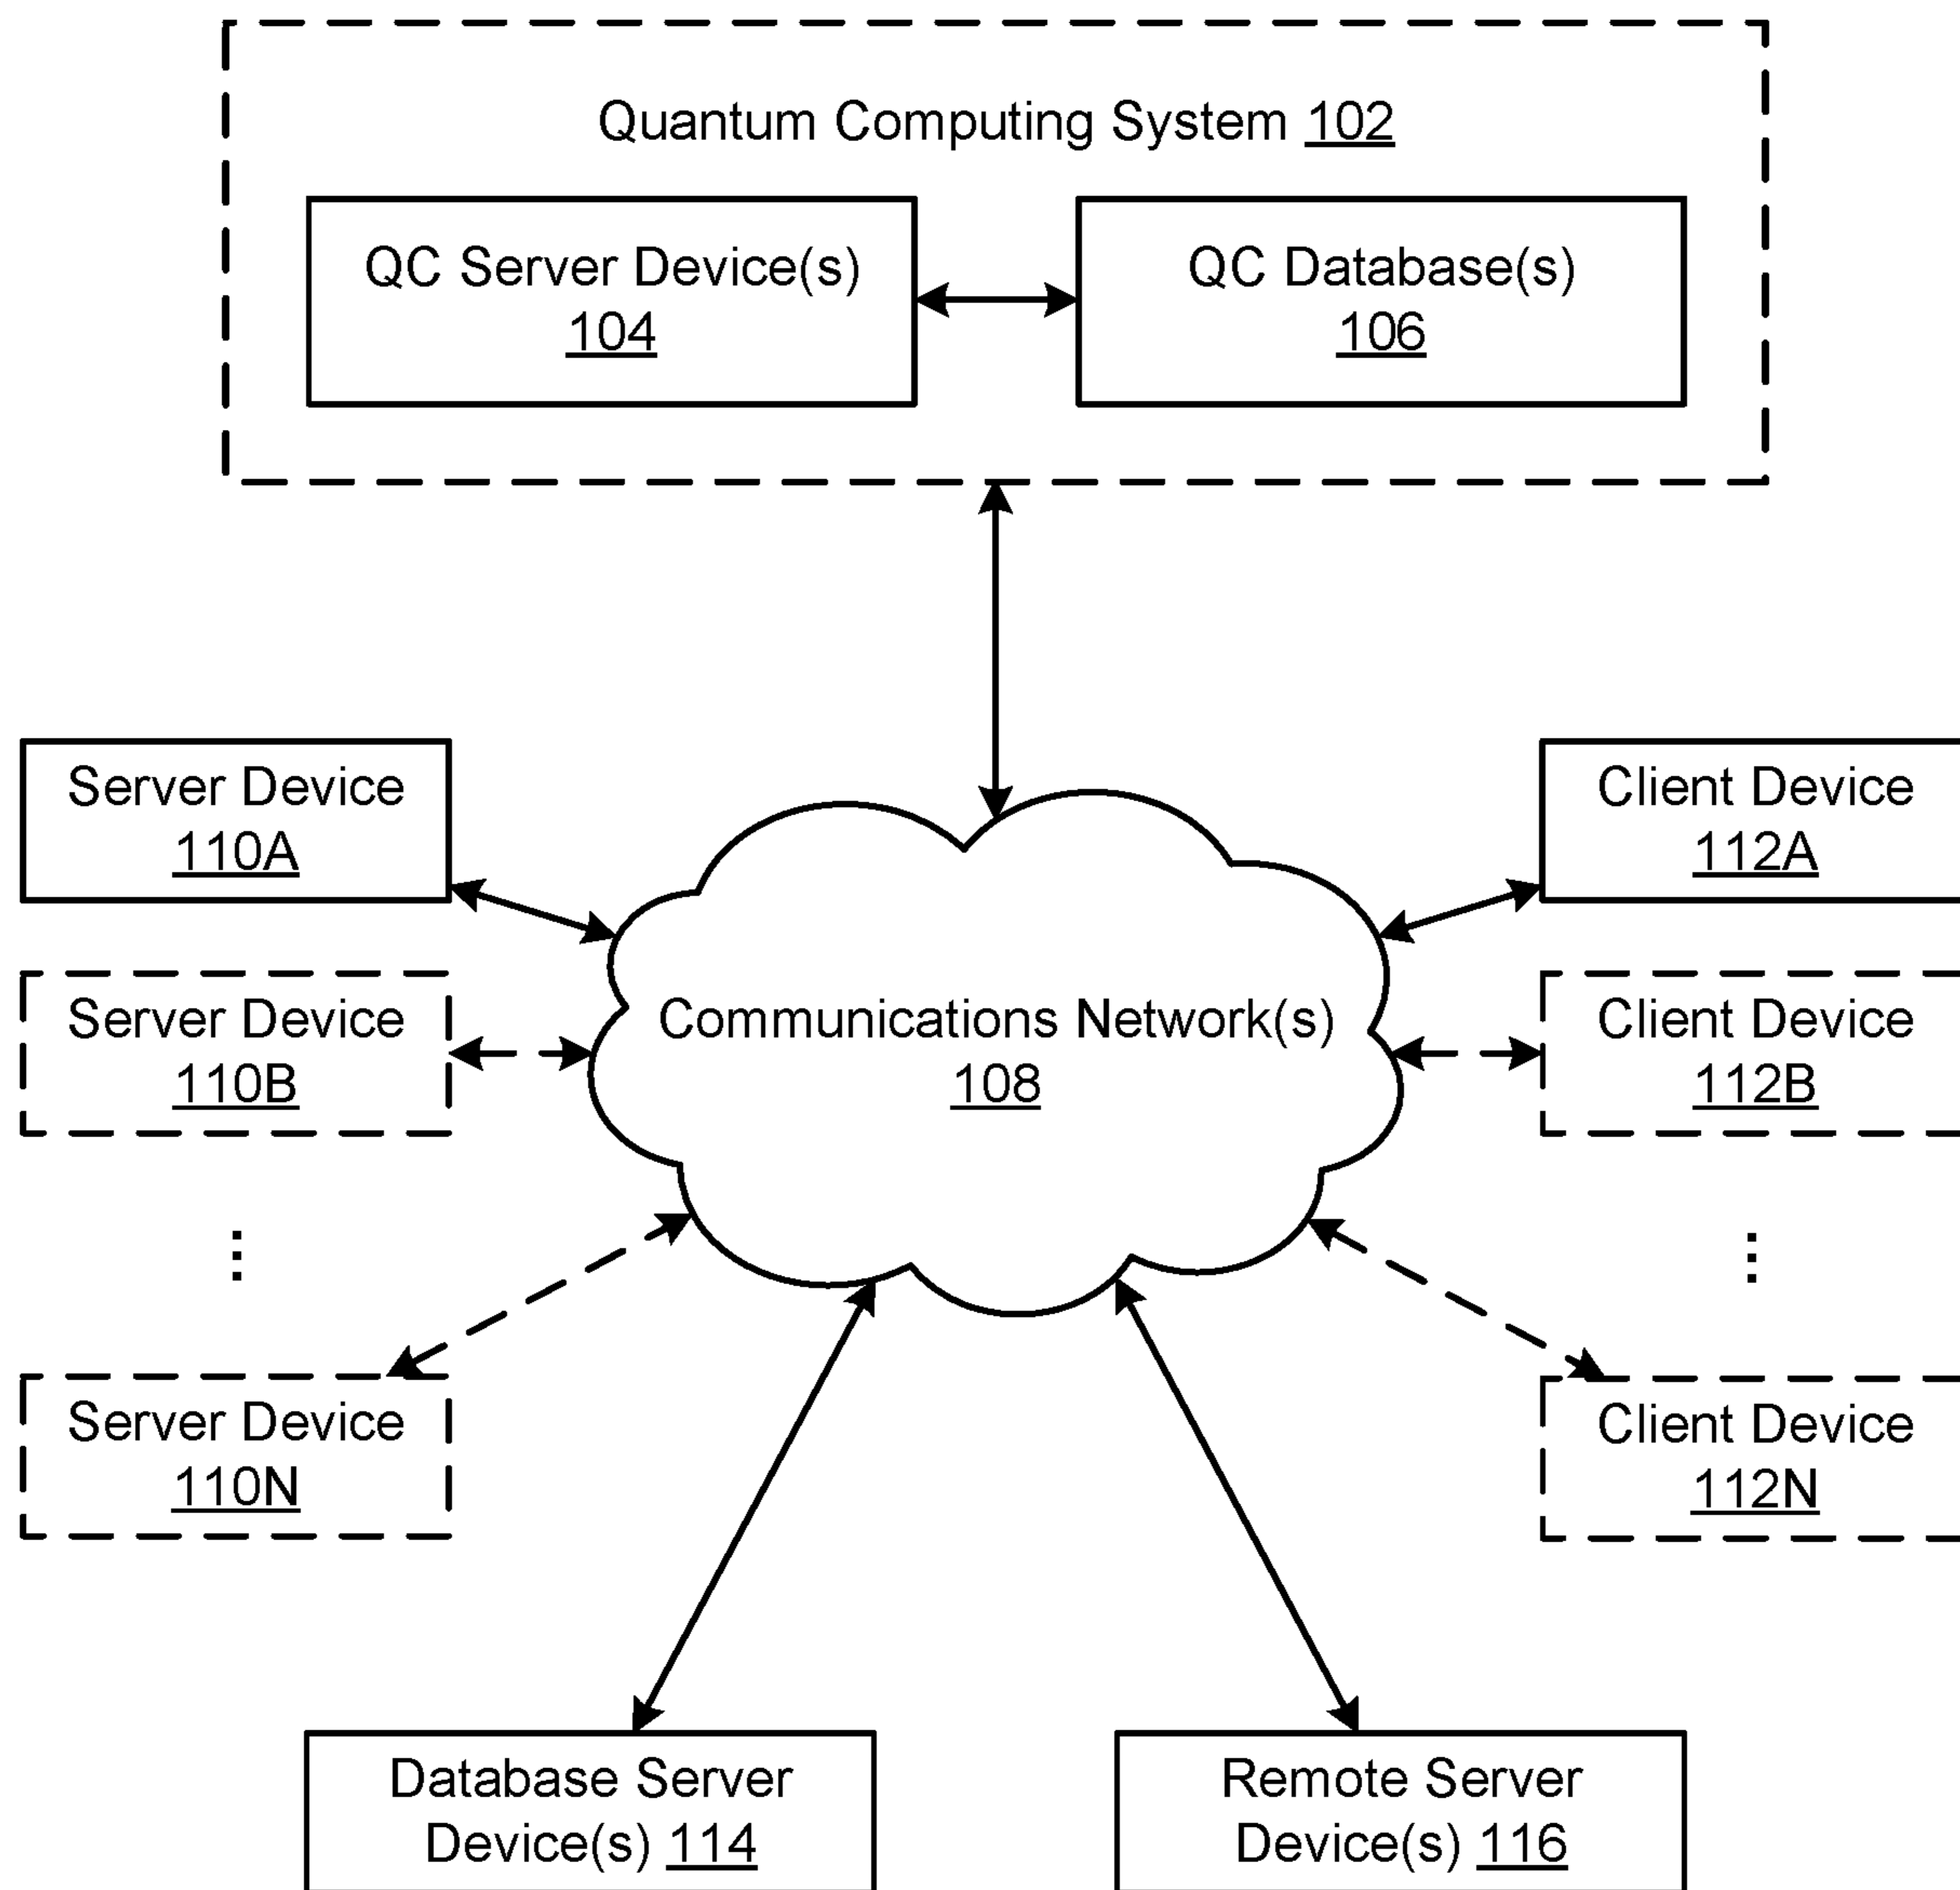 Quantum Computing System 102
QC Server Device(s)
104
QC Database(s)
106
Server Device
110A
Client Device
112A
Server Device
110B
Communications Network(s)
108
Client Device
112B
Server Device
110N
Client Device
112N
Database Server
Device(s) 114
Remote Server
Device(s) 116